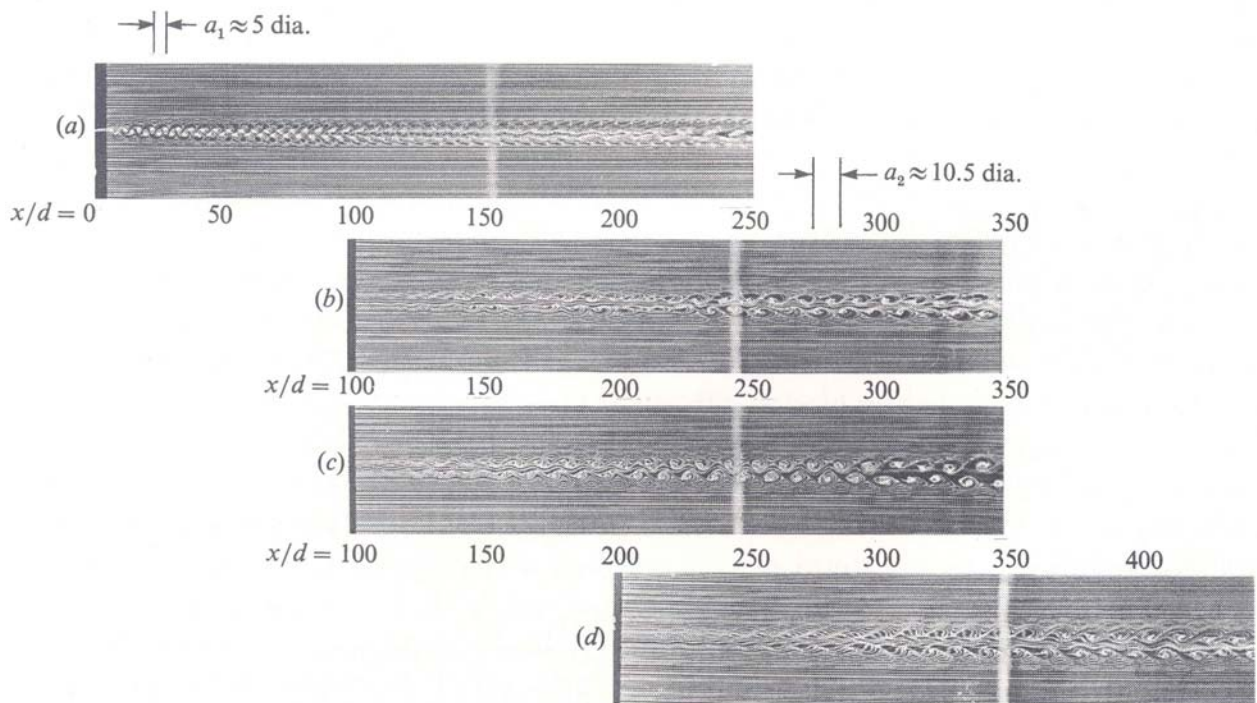 a₁ ≈ 5 dia.
(a)
a₂ ≈ 10.5 dia.
x/d = 0 50 100 150 200 250 300 350
(b)
x/d = 100 150 200 250 300 350
(c)
x/d = 100 150 200 250 300 350 400
(d)